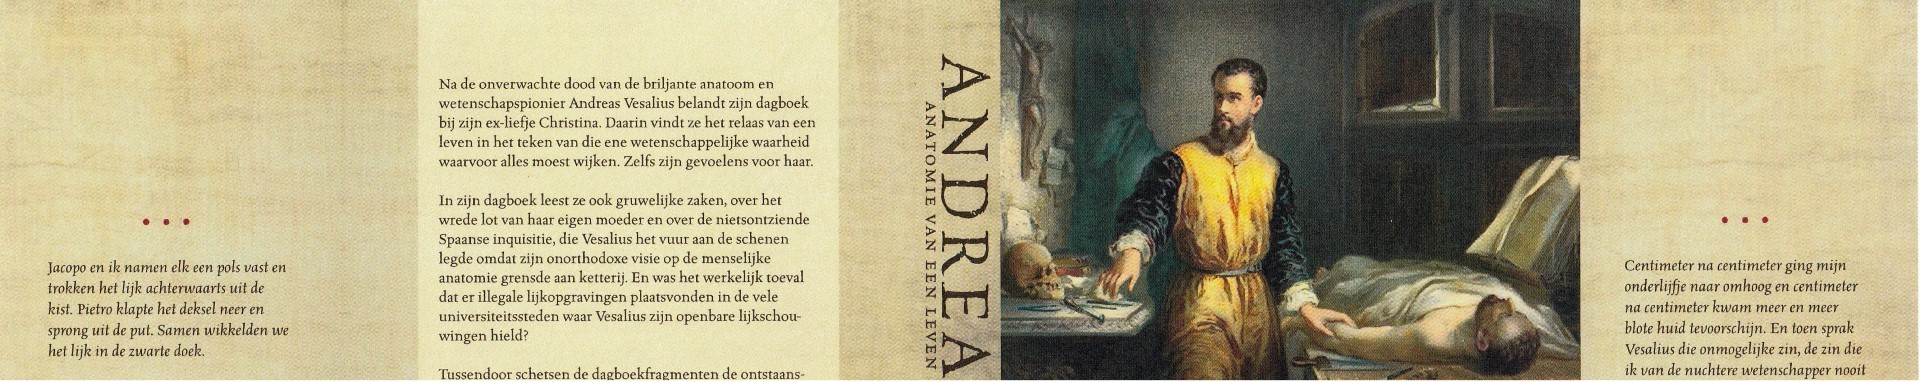 Jacopo en ik namen elk een pols vast en
trokken het lijk achterwaarts uit de
kist. Pietro klapte het deksel neer en
sprong uit de put. Samen wikkelden we
het lijk in de zwarte doek.
Na de onverwachte dood van de briljante anatoom en
wetenschapspionier Andreas Vesalius belandt zijn dagboek
bij zijn ex-liefje Christina. Daarin vindt ze het relaas van een
leven in het teken van die ene wetenschappelijke waarheid
waarvoor alles moest wijken. Zelfs zijn gevoelens voor haar.
In zijn dagboek leest ze ook gruwelijke zaken, over het
wrede lot van haar eigen moeder en over de nietsontziende
Spaanse inquisitie, die Vesalius het vuur aan de schenen
legde omdat zijn onorthodoxe visie op de menselijke
anatomie grensde aan ketterij. En was het werkelijk toeval
dat er illegale lijkopgravingen plaatsvonden in de vele
universiteitssteden waar Vesalius zijn openbare lijkschou-
wingen hield?
Tussendoor schetsen de dagboekfragmenten de ontstaans-
ANDREA
ANATOMIE VAN EEN LEVEN
Centimeter na centimeter ging mijn
onderlijfje naar omhoog en centimeter
na centimeter kwam meer en meer
blote huid tevoorschijn. En toen sprak
Vesalius die onmogelijke zin, de zin die
ik van de nuchtere wetenschapper nooit